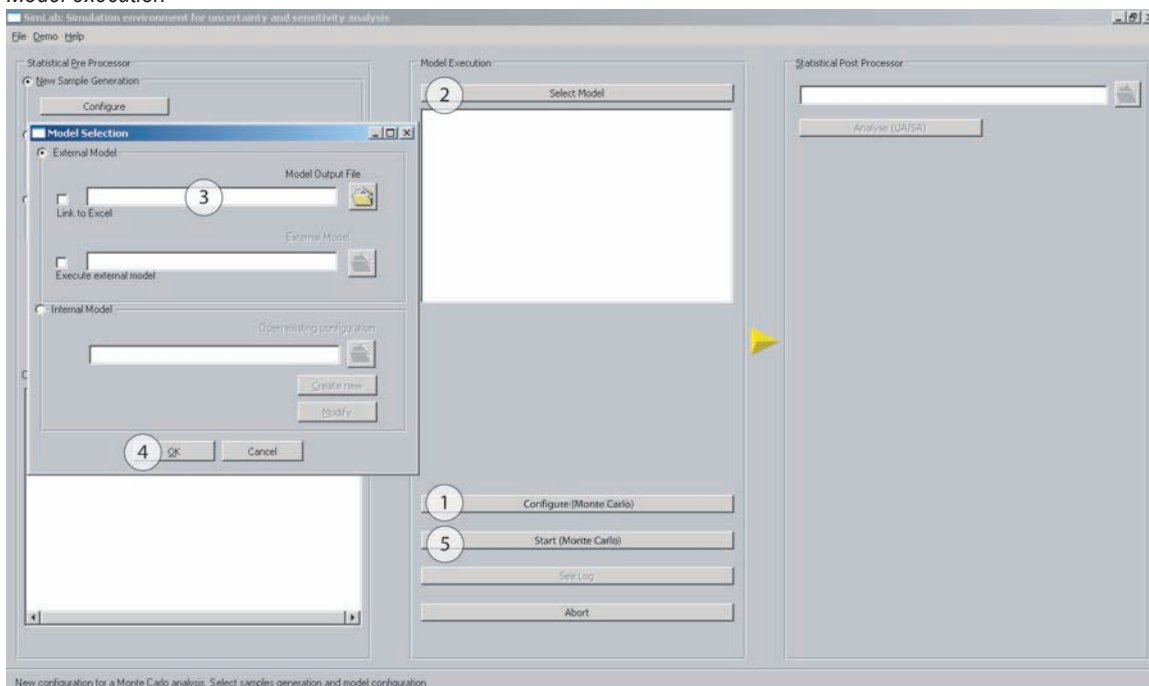 Model execution
SimLab: Simulation environment for uncertainty and sensitivity analysis
File Demo Help
Statistical Pre Processor
New Sample Generation
Configure
Model Execution
2
Select Model
Statistical Post Processor
Analyse (UA/SA)
Model Selection
External Model
Model Output File
3
Link to Excel
External Model
Execute external model
Internal Model
Open existing configuration
Create new
Modify
4
OK
Cancel
1
Configure (Monte Carlo)
5
Start (Monte Carlo)
See Log
Abort
New configuration for a Monte Carlo analysis. Select samples generation and model configuration